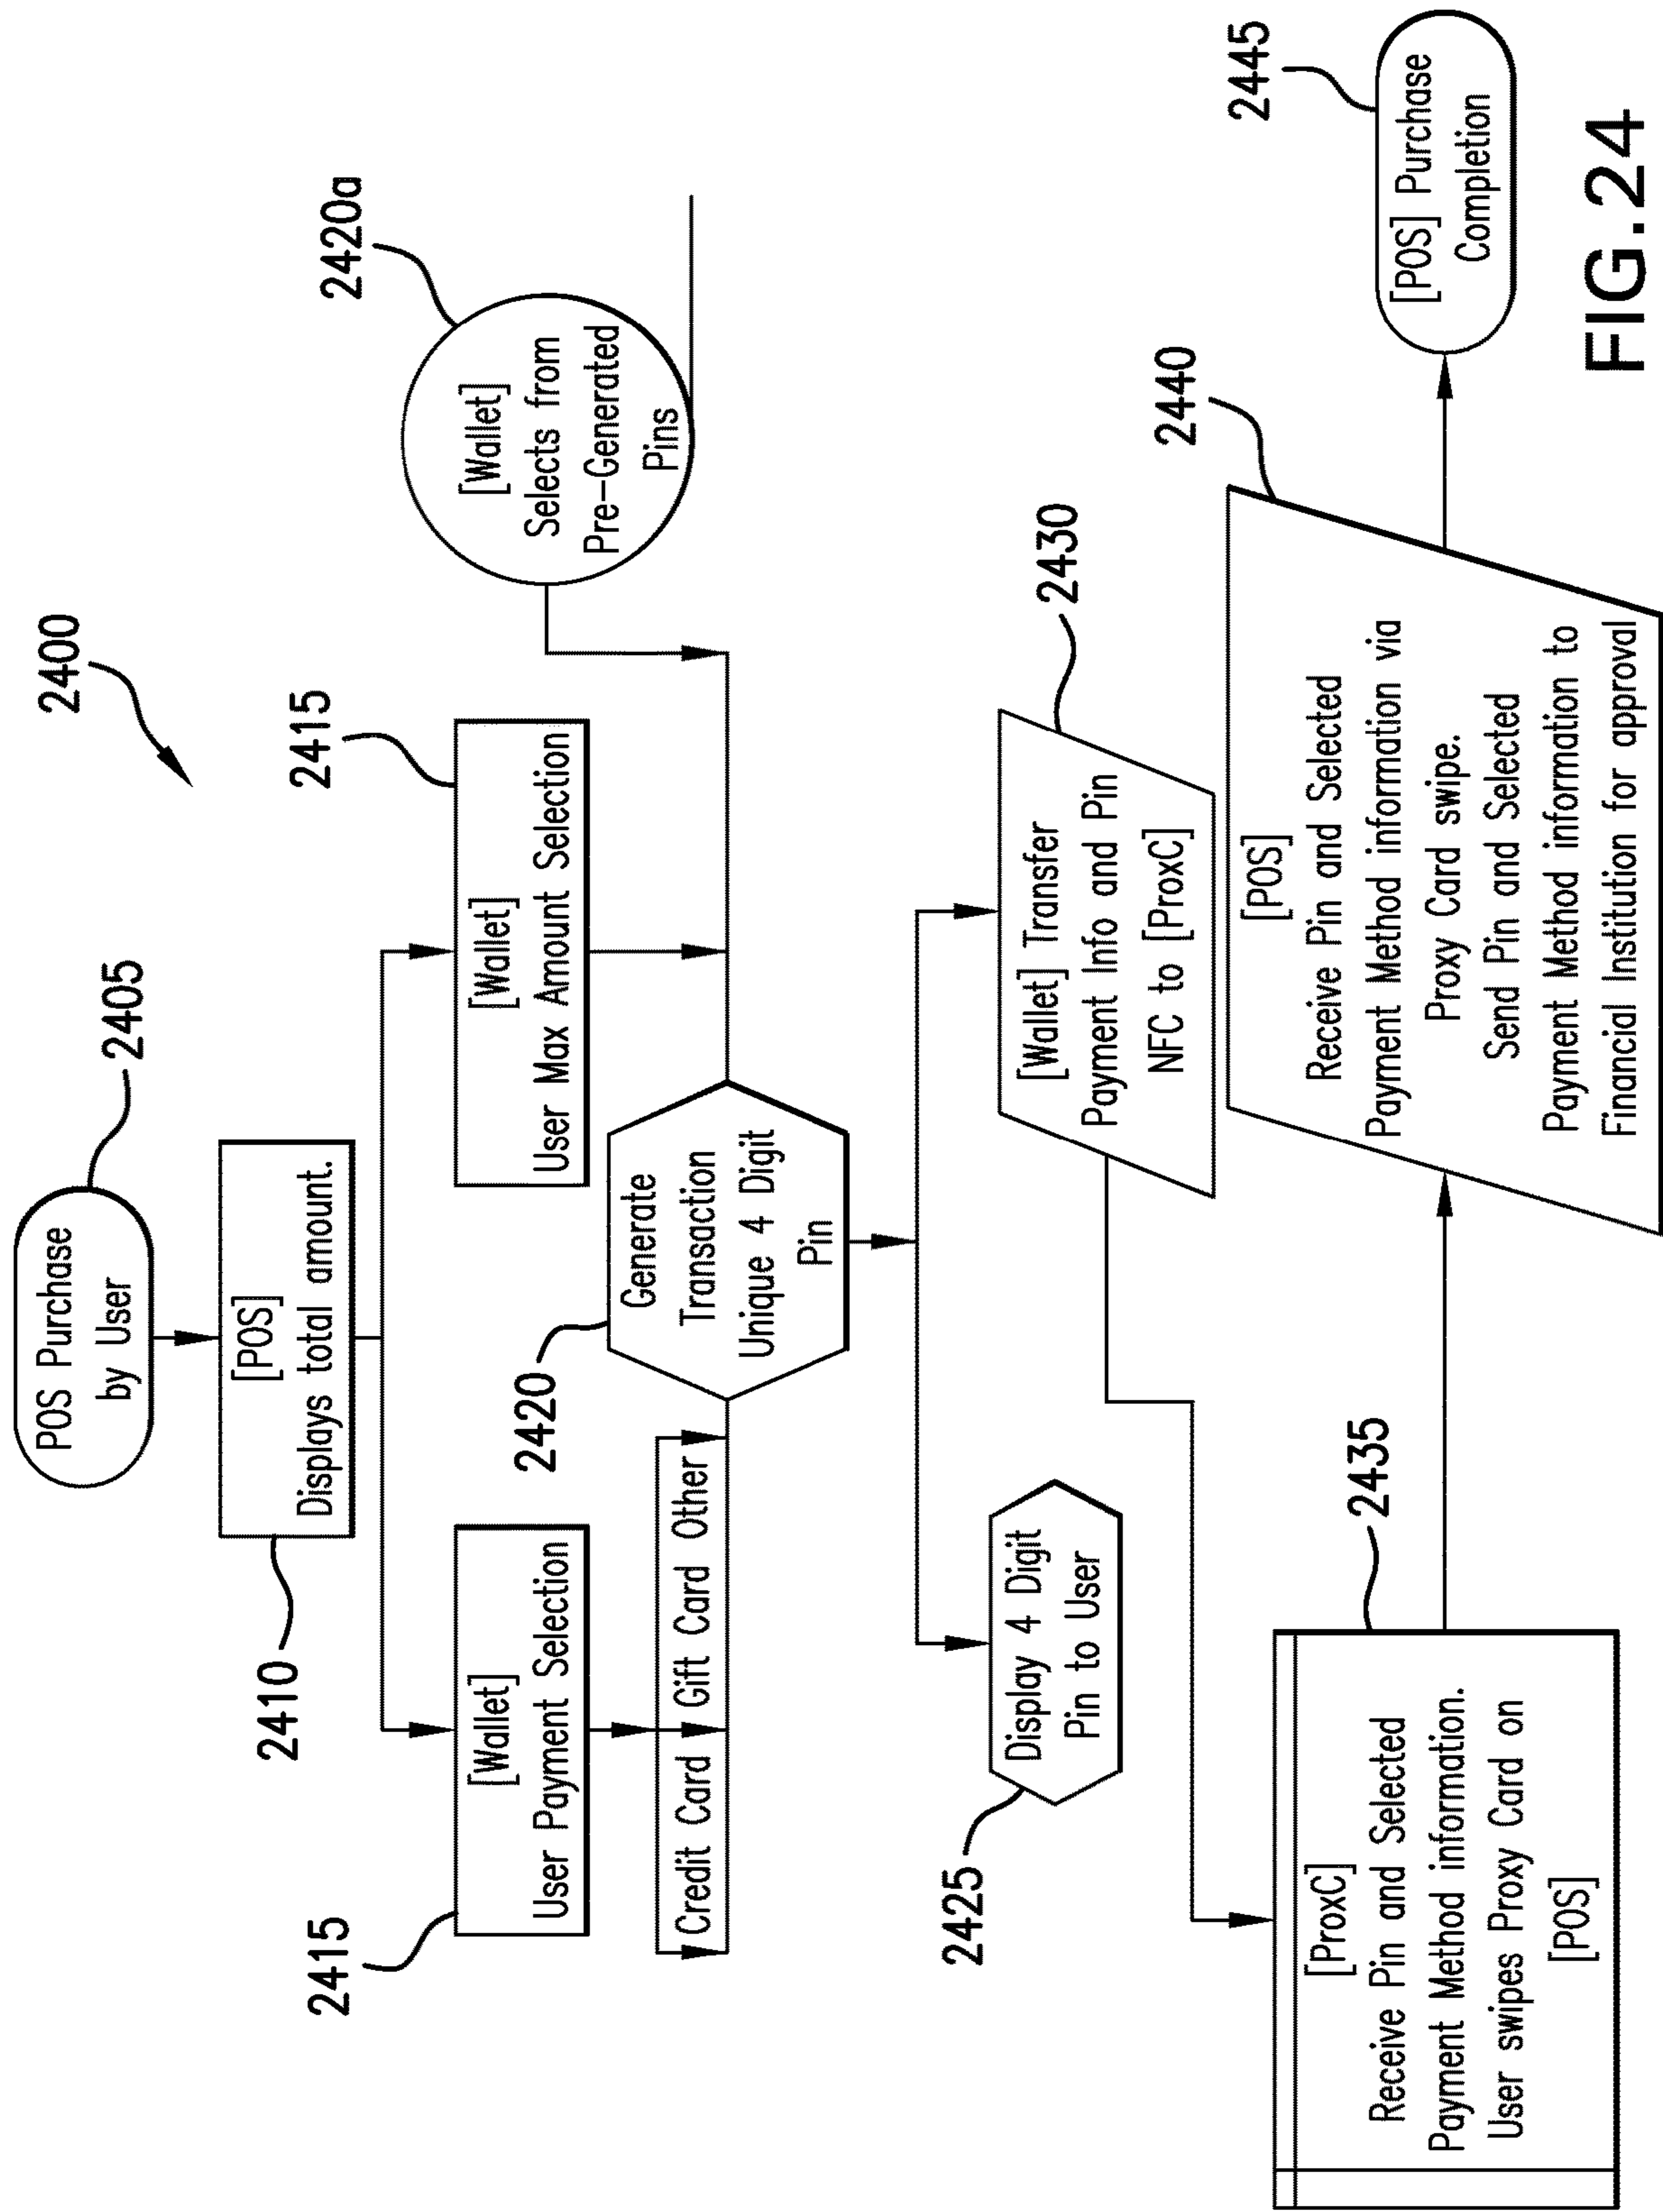 2400
POS Purchase
by User
2405
[POS]
Displays total amount.
2410
[Wallet]
User Payment Selection
2415
[Wallet]
User Max Amount Selection
2415
Credit Card
Gift Card
Other
Generate
Transaction
Unique 4 Digit
Pin
2420
[Wallet]
Selects from
Pre-Generated
Pins
2420a
Display 4 Digit
Pin to User
2425
[Wallet] Transfer
Payment Info and Pin
NFC to [ProxC]
2430
[ProxC]
Receive Pin and Selected
Payment Method information.
User swipes Proxy Card on
[POS]
2435
[POS]
Receive Pin and Selected
Payment Method information via
Proxy Card swipe.
Send Pin and Selected
Payment Method information to
Financial Institution for approval
2440
[POS] Purchase
Completion
2445
FIG.24